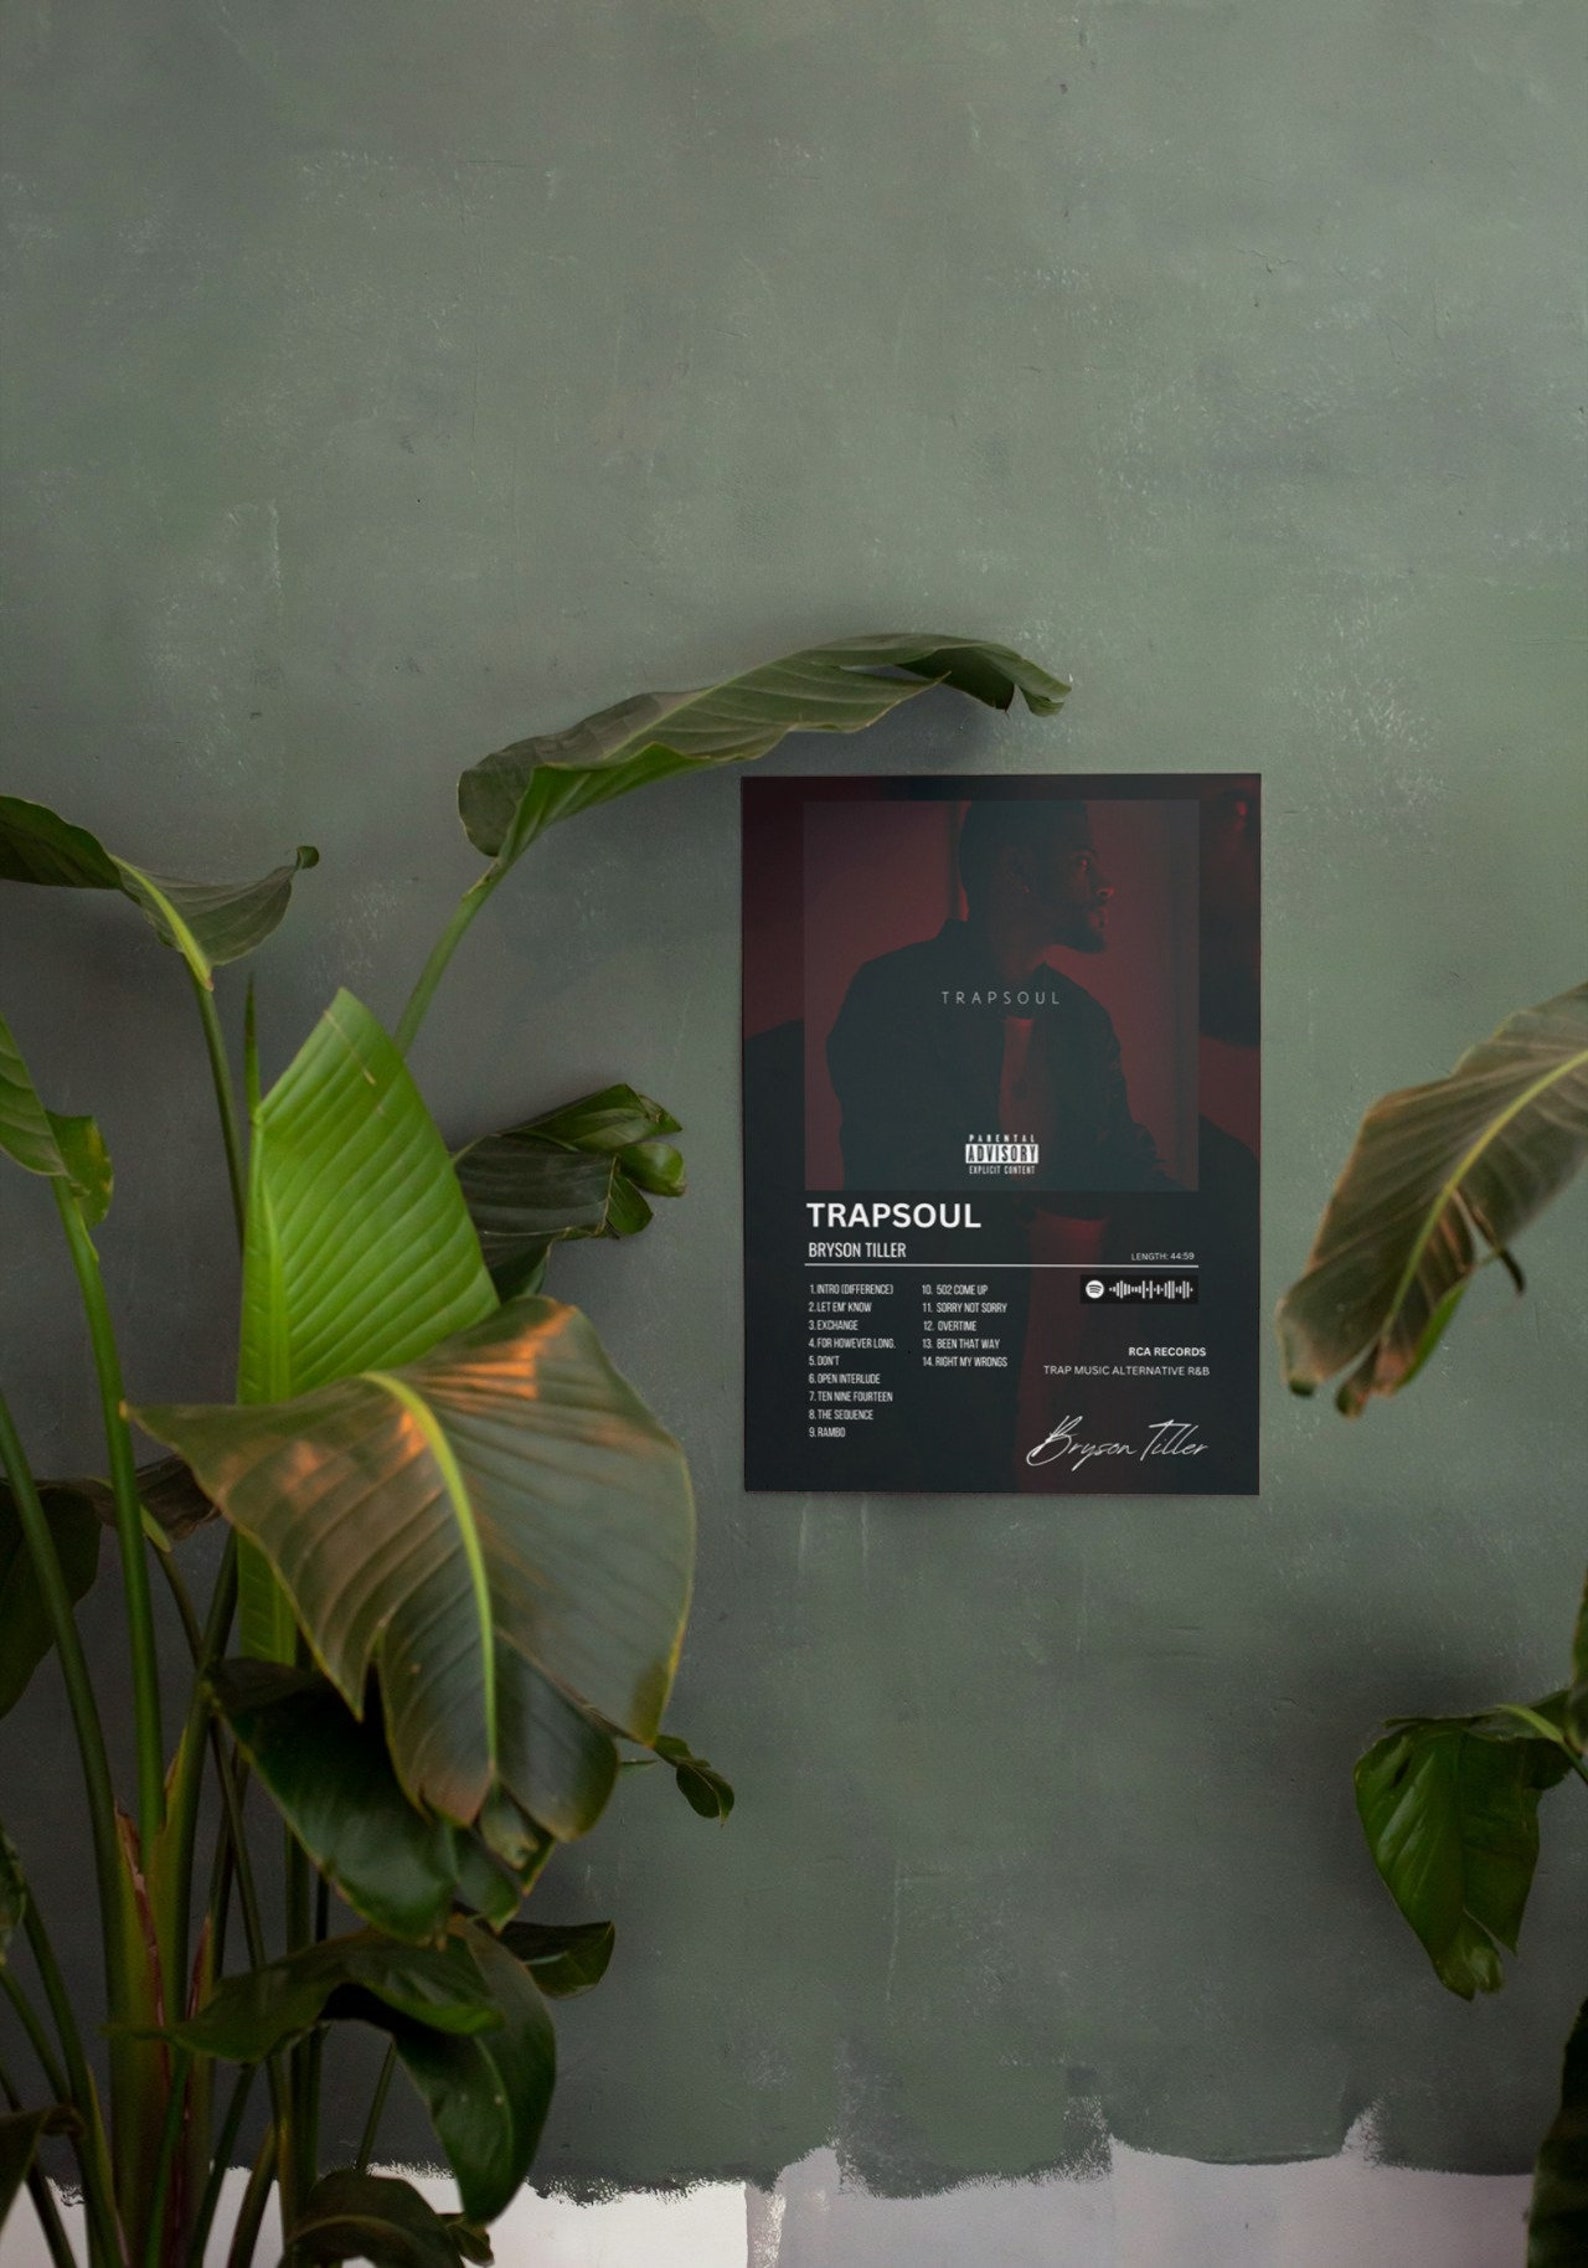 TRAPSOUL
PARENTAL
ADVISORY
EXPLICIT CONTENT
TRAPSOUL
BRYSON TILLER
LENGTH: 44:59
1. INTRO (DIFFERENCE)
2. LET EM' KNOW
3. EXCHANGE
4. FOR HOWEVER LONG.
5. DON'T
6. OPEN INTERLUDE
7. TEN NINE FOURTEEN
8. THE SEQUENCE
9. RAMBO
10. 502 COME UP
11. SORRY NOT SORRY
12. OVERTIME
13. BEEN THAT WAY
14. RIGHT MY WRONGS
RCA RECORDS
TRAP MUSIC ALTERNATIVE R&B
Bryson Tiller